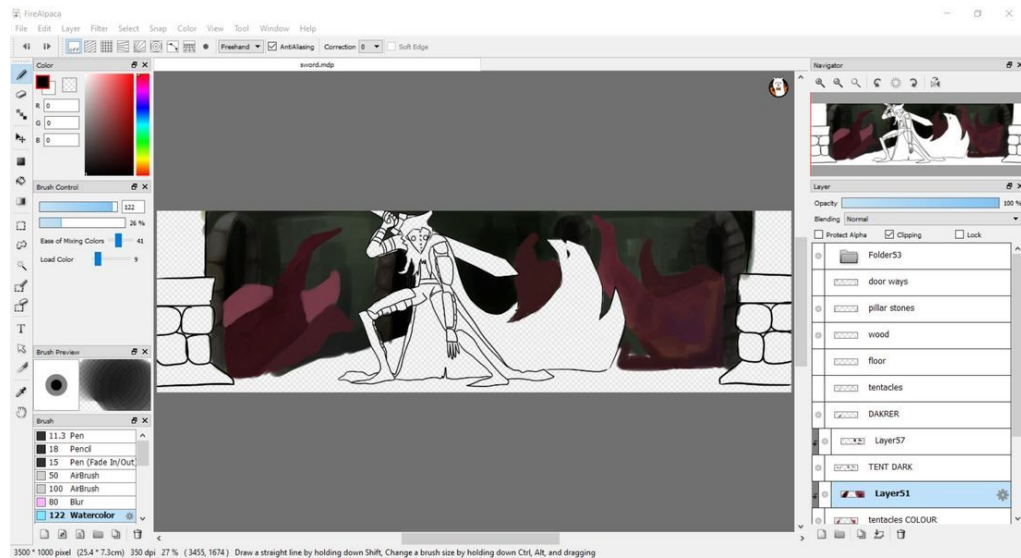 FireAlpaca
File Edit Layer Filter Select Snap Color View Tool Window Help
OFF Freehand AntiAliasing Correction 0 Soft Edge
Color
R 0
G 0
B 0
Brush Control
122
26 %
Ease of Mixing Colors 41
Load Color 9
Brush Preview
Brush
11.3 Pen
18 Pencil
15 Pen (Fade In/Out)
50 AirBrush
100 AirBrush
80 Blur
122 Watercolor
sword.mdp
Navigator
Layer
Opacity 100 %
Blending Normal
Protect Alpha Clipping Lock
Folder53
door ways
pillar stones
wood
floor
tentacles
DAKRER
Layer57
TENT DARK
Layer51
tentacles COLOUR
3500 * 1000 pixel (25.4 * 7.3cm) 350 dpi 27 % ( 3455, 1674 ) Draw a straight line by holding down Shift, Change a brush size by holding down Ctrl, Alt, and dragging